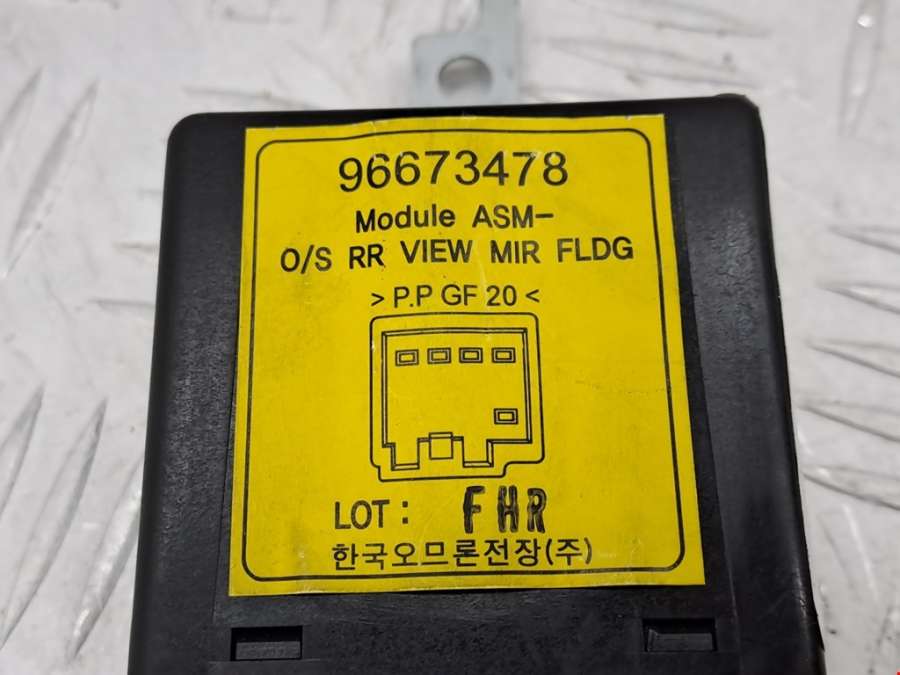 96673478
Module ASM-
O/S RR VIEW MIR FLDG
> P.P GF 20 <
LOT : FHR
한국오므론전장(주)